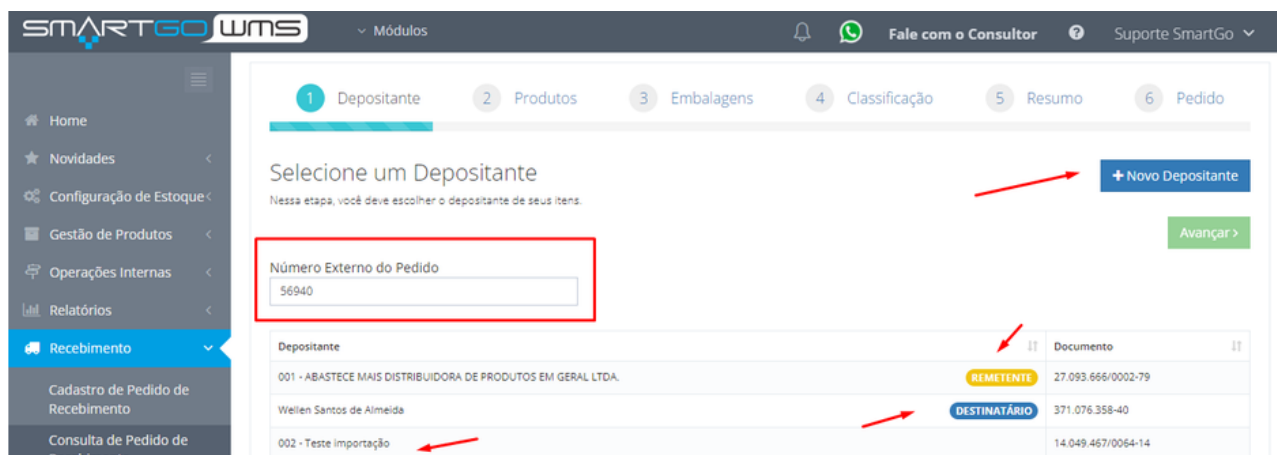 SMARTGO WMS
Módulos
Fale com o Consultor
Suporte SmartGo
1 Depositante
2 Produtos
3 Embalagens
4 Classificação
5 Resumo
6 Pedido
Home
Novidades
Configuração de Estoque
Gestão de Produtos
Operações Internas
Relatórios
Recebimento
Cadastro de Pedido de
Recebimento
Consulta de Pedido de
Selecione um Depositante
Nessa etapa, você deve escolher o depositante de seus itens.
+ Novo Depositante
Avançar >
Número Externo do Pedido
56940
Depositante Documento
001 - ABASTECE MAIS DISTRIBUIDORA DE PRODUTOS EM GERAL LTDA. REMETENTE 27.093.666/0002-79
Wellen Santos de Almeida DESTINATÁRIO 371.076.358-40
002 - Teste Importação 14.049.467/0064-14